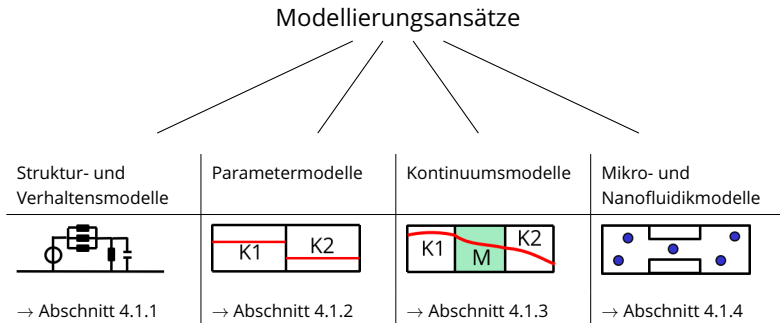 Modellierungsansätze
Struktur- und
Verhaltensmodelle
Parametermodelle
Kontinuumsmodelle
Mikro- und
Nanofluidikmodelle
K1
K2
K1
M
K2
→ Abschnitt 4.1.1
→ Abschnitt 4.1.2
→ Abschnitt 4.1.3
→ Abschnitt 4.1.4